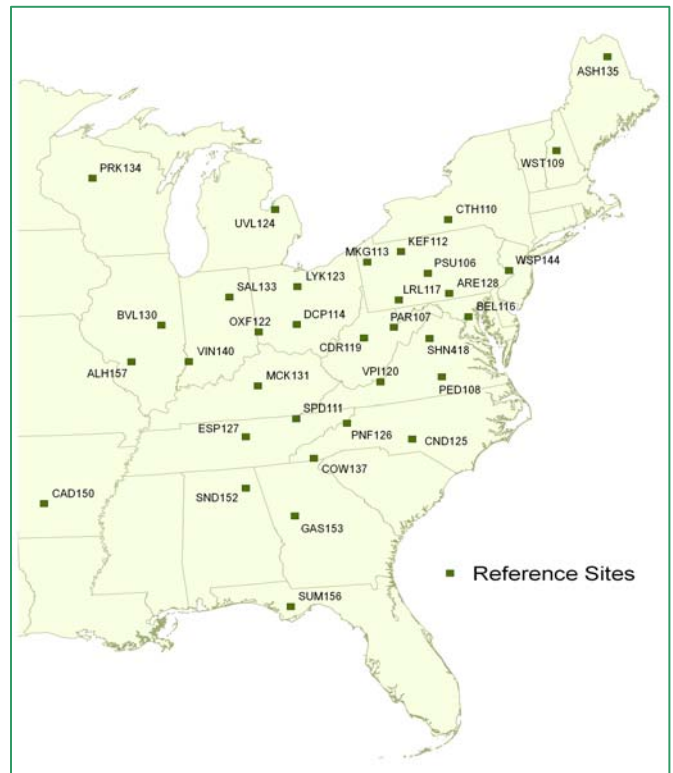 ASH135
PRK134
WST109
CTH110
UVL124
KEF112
MKG113
WSP144
PSU106
LYK123
SAL133
LRL117
ARE128
BVL130
DCP114
PAR107
BEL116
OXF122
CDR119
SHN418
VIN140
ALH157
VPI120
MCK131
PED108
SPD111
ESP127
PNF126
CND125
COW137
CAD150
SND152
GAS153
Reference Sites
SUM156